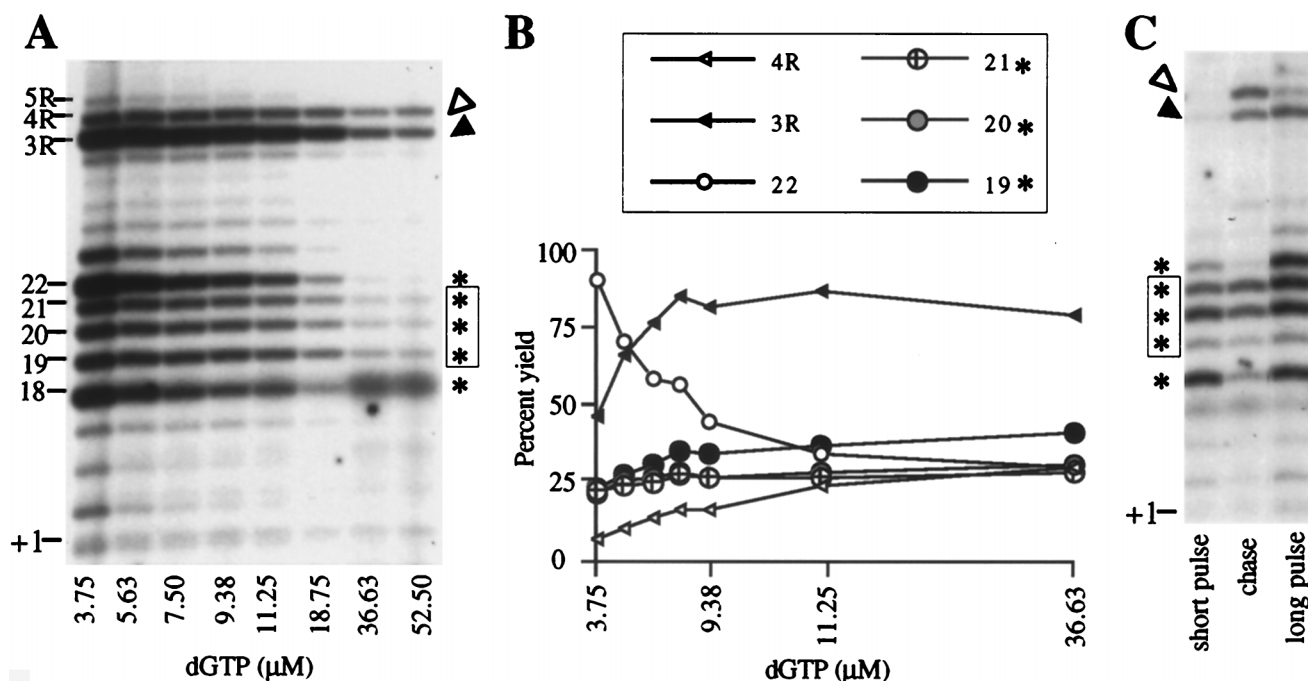 A
5R
4R
3R
22
21
20
19
18
+1
*
*
*
*
*
3.75
5.63
7.50
9.38
11.25
18.75
36.63
52.50
dGTP (μM)
B
4R
3R
22
21 *
20 *
19 *
100
75
50
25
0
Percent yield
3.75
9.38
11.25
36.63
dGTP (μM)
C
*
*
*
*
*
+1
short pulse
chase
long pulse